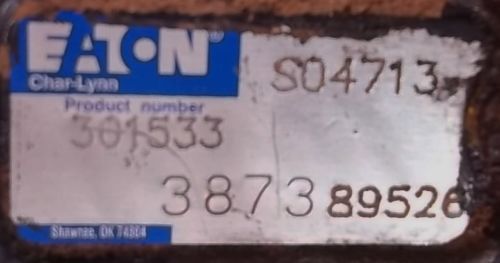 EATON®
Char-Lynn
S04713
Product number
301533
3873 89526
Shawnee, OK 74804